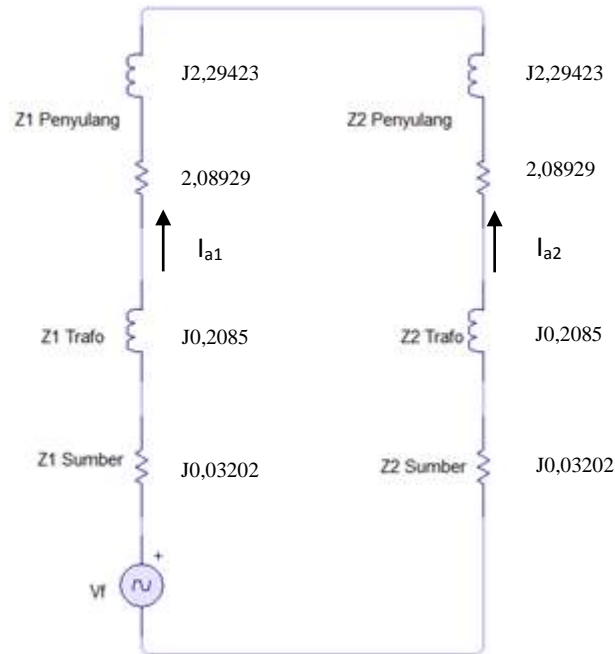 J2,29423
J2,29423
Z1 Penyulang
Z2 Penyulang
2,08929
2,08929
Ia1
Ia2
Z1 Trafo
J0,2085
Z2 Trafo
J0,2085
Z1 Sumber
J0,03202
Z2 Sumber
J0,03202
+
Vf